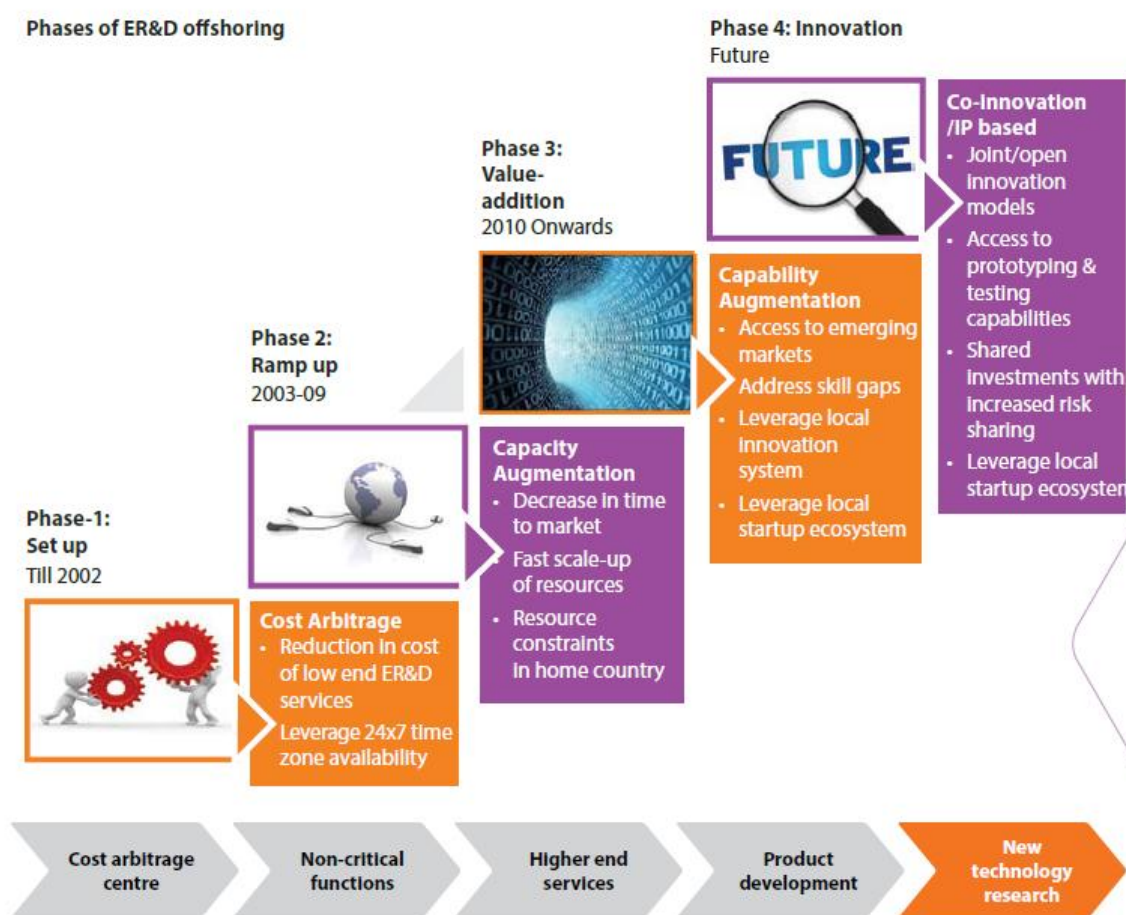 Phases of ER&D offshoring
Phase-1:
Set up
Till 2002
Cost Arbitrage
• Reduction in cost
of low end ER&D
services
• Leverage 24x7 time
zone availability
Phase 2:
Ramp up
2003-09
Capacity
Augmentation
• Decrease in time
to market
• Fast scale-up
of resources
• Resource
constraints
in home country
Phase 3:
Value-
addition
2010 Onwards
Capability
Augmentation
• Access to emerging
markets
• Address skill gaps
• Leverage local
innovation
system
• Leverage local
startup ecosystem
Phase 4: Innovation
Future
FUTURE
Co-Innovation
/IP based
• Joint/open
innovation
models
• Access to
prototyping &
testing
capabilities
• Shared
investments with
increased risk
sharing
• Leverage local
startup ecosystem
Cost arbitrage
centre
Non-critical
functions
Higher end
services
Product
development
New
technology
research